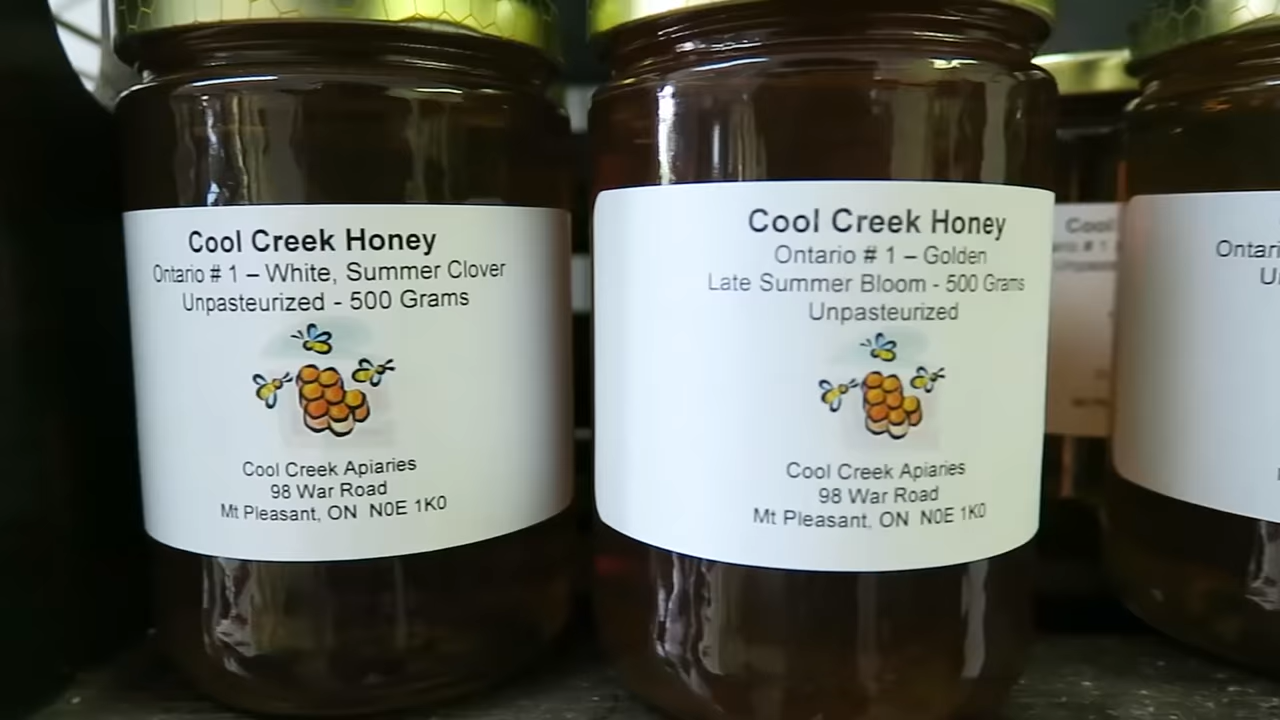 Cool Creek Honey
Ontario # 1 – White, Summer Clover
Unpasteurized - 500 Grams
Cool Creek Apiaries
98 War Road
Mt Pleasant, ON N0E 1K0
Cool Creek Honey
Ontario # 1 – Golden
Late Summer Bloom - 500 Grams
Unpasteurized
Cool Creek Apiaries
98 War Road
Mt Pleasant, ON N0E 1K0
Cool